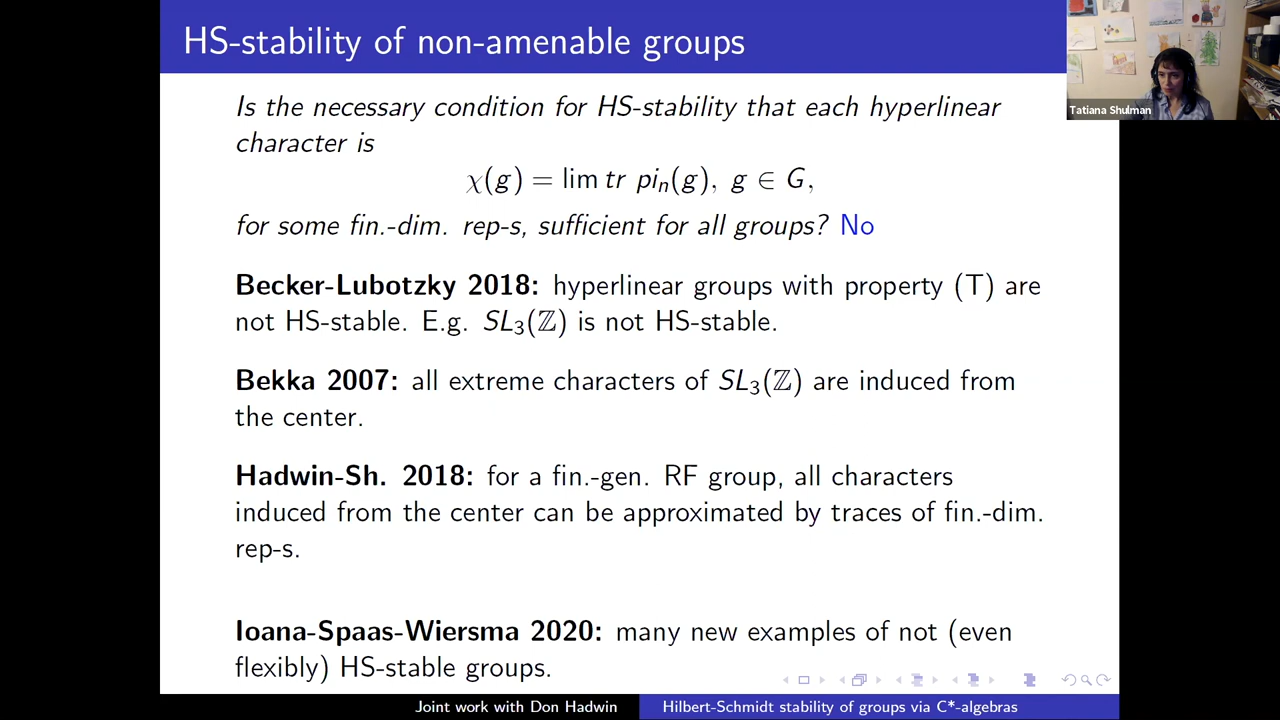 HS-stability of non-amenable groups
Tatiana Shulman
Is the necessary condition for HS-stability that each hyperlinear
character is
χ(g) = lim tr pi_n(g), g ∈ G,
for some fin.-dim. rep-s, sufficient for all groups? No
Becker-Lubotzky 2018: hyperlinear groups with property (T) are
not HS-stable. E.g. SL_3(ℤ) is not HS-stable.
Bekka 2007: all extreme characters of SL_3(ℤ) are induced from
the center.
Hadwin-Sh. 2018: for a fin.-gen. RF group, all characters
induced from the center can be approximated by traces of fin.-dim.
rep-s.
Ioana-Spaas-Wiersma 2020: many new examples of not (even
flexibly) HS-stable groups.
Joint work with Don Hadwin
Hilbert-Schmidt stability of groups via C*-algebras